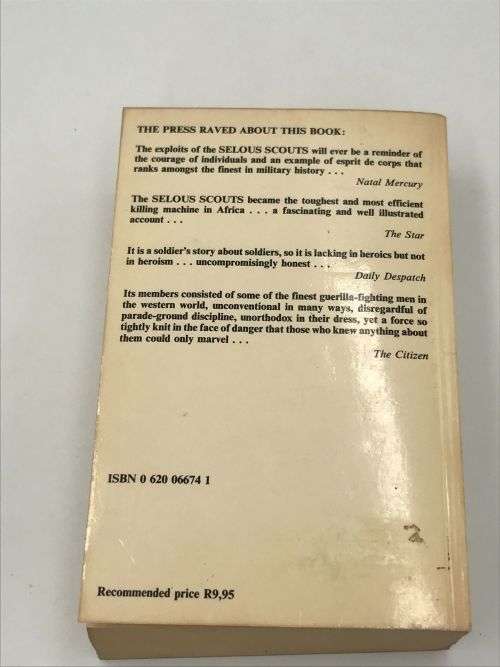 THE PRESS RAVED ABOUT THIS BOOK:
The exploits of the SELOUS SCOUTS will ever be a reminder of
the courage of individuals and an example of esprit de corps that
ranks amongst the finest in military history . . .
Natal Mercury
The SELOUS SCOUTS became the toughest and most efficient
killing machine in Africa . . . a fascinating and well illustrated
account . . .
The Star
It is a soldier's story about soldiers, so it is lacking in heroics but not
in heroism . . . uncompromisingly honest . . .
Daily Despatch
Its members consisted of some of the finest guerilla-fighting men in
the western world, unconventional in many ways, disregardful of
parade-ground discipline, unorthodox in their dress, yet a force so
tightly knit in the face of danger that those who knew anything about
them could only marvel . . .
The Citizen
ISBN 0 620 06674 1
Recommended price R9,95